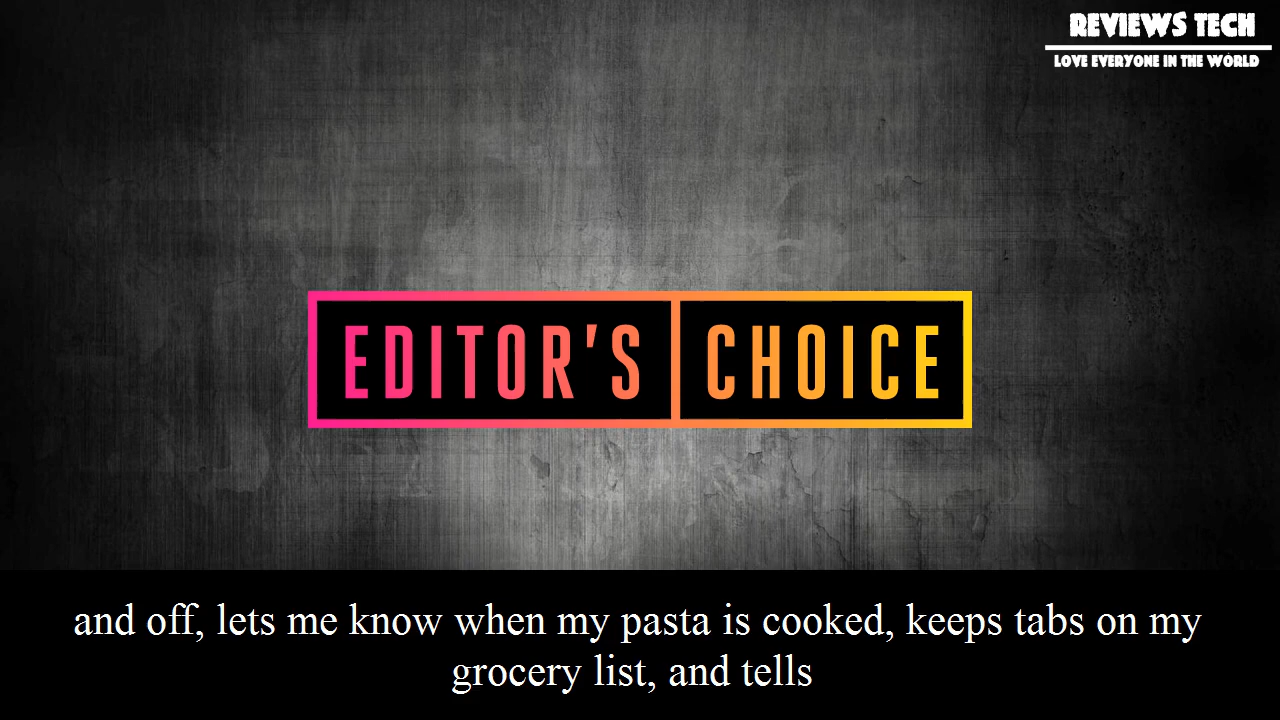 REVIEWS TECH
LOVE EVERYONE IN THE WORLD
EDITOR'S CHOICE
and off, lets me know when my pasta is cooked, keeps tabs on my
grocery list, and tells